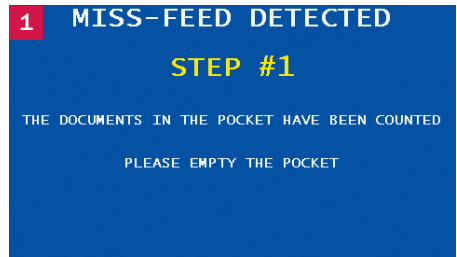 1
MISS-FEED DETECTED
STEP #1
THE DOCUMENTS IN THE POCKET HAVE BEEN COUNTED
PLEASE EMPTY THE POCKET